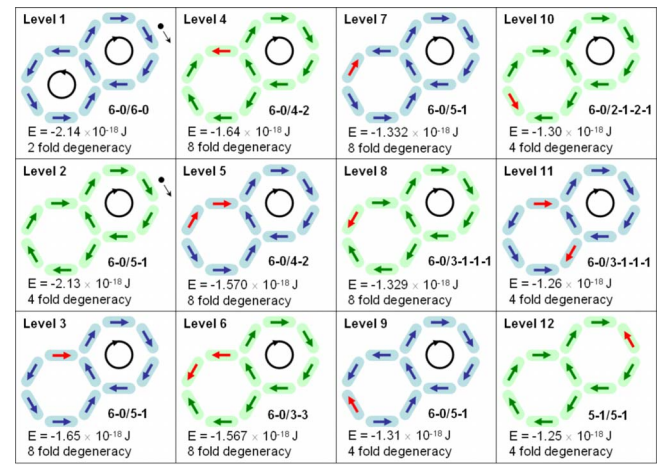 Level 1
6-0/6-0
E = -2.14 × 10⁻¹⁸ J
2 fold degeneracy
Level 4
6-0/4-2
E = -1.64 × 10⁻¹⁸ J
8 fold degeneracy
Level 7
6-0/5-1
E = -1.332 × 10⁻¹⁸ J
8 fold degeneracy
Level 10
6-0/2-1-2-1
E = -1.30 × 10⁻¹⁸ J
4 fold degeneracy
Level 2
6-0/5-1
E = -2.13 × 10⁻¹⁸ J
4 fold degeneracy
Level 5
6-0/4-2
E = -1.570 × 10⁻¹⁸ J
8 fold degeneracy
Level 8
6-0/3-1-1-1
E = -1.329 × 10⁻¹⁸ J
8 fold degeneracy
Level 11
6-0/3-1-1-1
E = -1.26 × 10⁻¹⁸ J
4 fold degeneracy
Level 3
6-0/5-1
E = -1.65 × 10⁻¹⁸ J
8 fold degeneracy
Level 6
6-0/3-3
E = -1.567 × 10⁻¹⁸ J
8 fold degeneracy
Level 9
6-0/5-1
E = -1.31 × 10⁻¹⁸ J
4 fold degeneracy
Level 12
5-1/5-1
E = -1.25 × 10⁻¹⁸ J
4 fold degeneracy